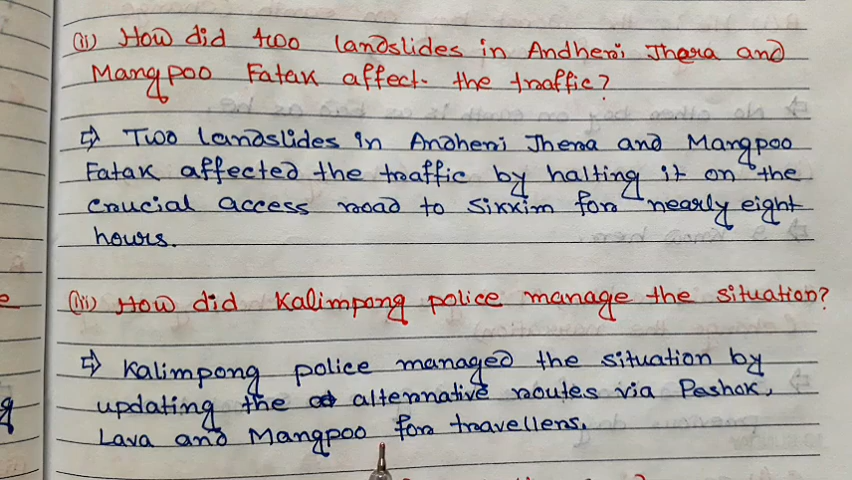 (ii) How did two landslides in Andheri Jhora and
Mangpoo Fatak affect the traffic?
⇒ Two landslides in Andheri Jhora and Mangpoo
Fatak affected the traffic by halting it on the
crucial access road to Sikkim for nearly eight
hours.
(iii) How did Kalimpong police manage the situation?
⇒ Kalimpong police managed the situation by
updating the alternative routes via Peshok,
Lava and Mangpoo for travellers.